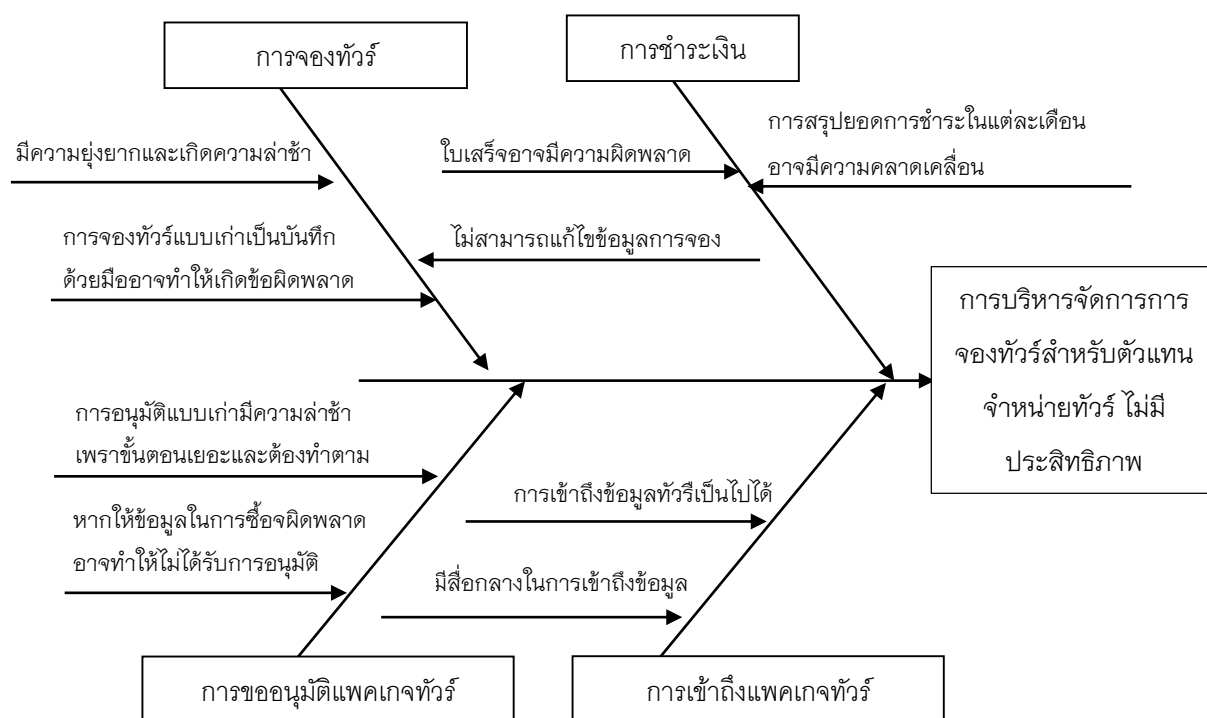 การจองทัวร์
การชำระเงิน
การสรุปยอดการชำระในแต่ละเดือน
อาจมีความคลาดเคลื่อน
มีความยุ่งยากและเกิดความล่าช้า
ใบเสร็จอาจมีความผิดพลาด
การจองทัวร์แบบเก่าเป็นบันทึก
ด้วยมืออาจทำให้เกิดข้อผิดพลาด
ไม่สามารถแก้ไขข้อมูลการจอง
การบริหารจัดการการ
จองทัวร์สำหรับตัวแทน
จำหน่ายทัวร์ ไม่มี
ประสิทธิภาพ
การอนุมัติแบบเก่ามีความล่าช้า
เพราขั้นตอนเยอะและต้องทำตาม
การเข้าถึงข้อมูลทัวรืเป็นไปได้
หากให้ข้อมูลในการซื้อจผิดพลาด
อาจทำให้ไม่ได้รับการอนุมัติ
มีสื่อกลางในการเข้าถึงข้อมูล
การขออนุมัติแพคเกจทัวร์
การเข้าถึงแพคเกจทัวร์